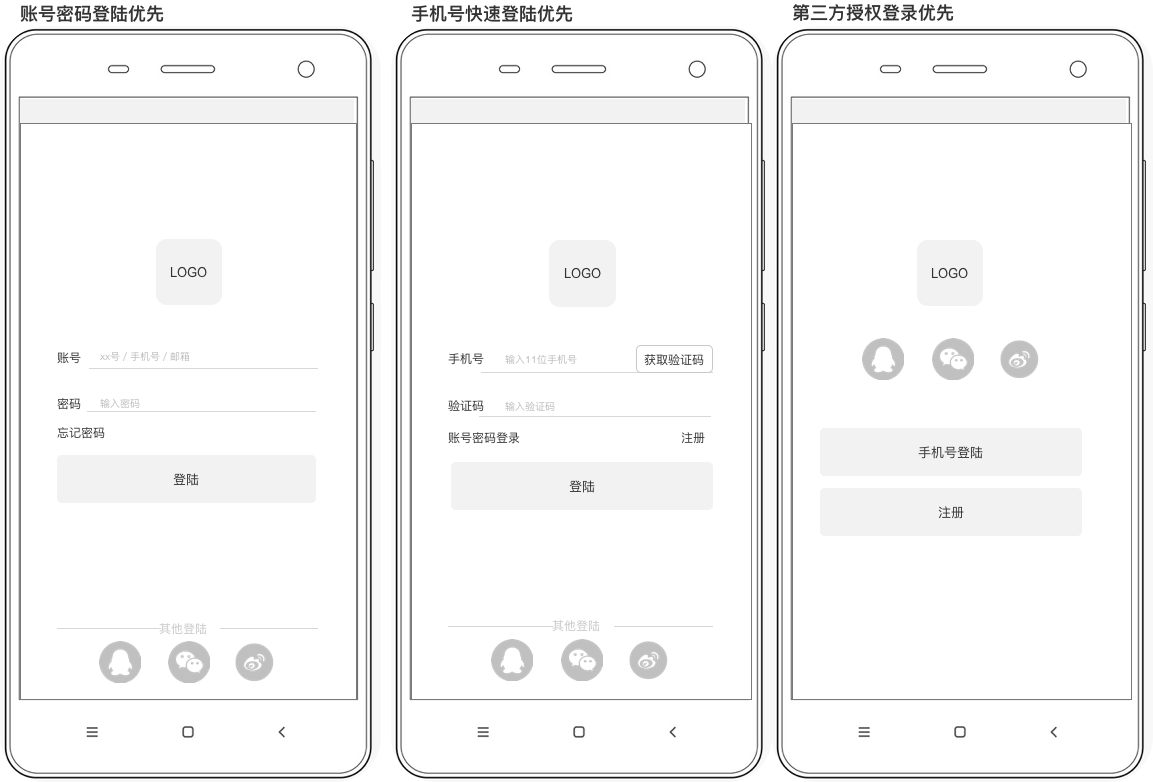 账号密码登陆优先
LOGO
账号 xx号 / 手机号 / 邮箱
密码 输入密码
忘记密码
登陆
其他登陆
手机号快速登陆优先
LOGO
手机号 输入11位手机号 获取验证码
验证码 输入验证码
账号密码登录 注册
登陆
其他登陆
第三方授权登录优先
LOGO
手机号登陆
注册